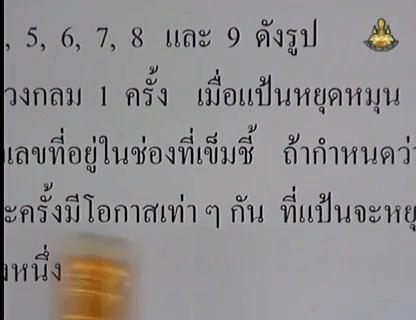 , 5, 6, 7, 8 และ 9 ดังรูป
วงกลม 1 ครั้ง เมื่อแป้นหยุดหมุน
เลขที่อยู่ในช่องที่เข็มชี้ ถ้ากำหนดว่
ะครั้งมีโอกาสเท่า ๆ กัน ที่แป้นจะหยุ
หนึ่ง